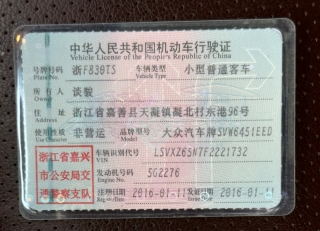 中华人民共和国机动车行驶证
Vehicle License of the People's Republic of China
号牌号码 浙F830TS 车辆类型 小型普通客车
Plate No. Vehicle Type
所有人 谈骏
Owner
住址 浙江省嘉善县天凝镇凝北村东港96号
Address
使用性质 非营运 品牌型号 大众汽车牌SVW6451EED
Use Character Model
浙江省嘉兴
市公安局交
通警察支队
车辆识别代号 LSVXZ65N7F2221732
VIN
发动机号码 5G2276
Engine No.
注册日期 2016-01-11 发证日期 2016-01-11
Register Date Issue Date